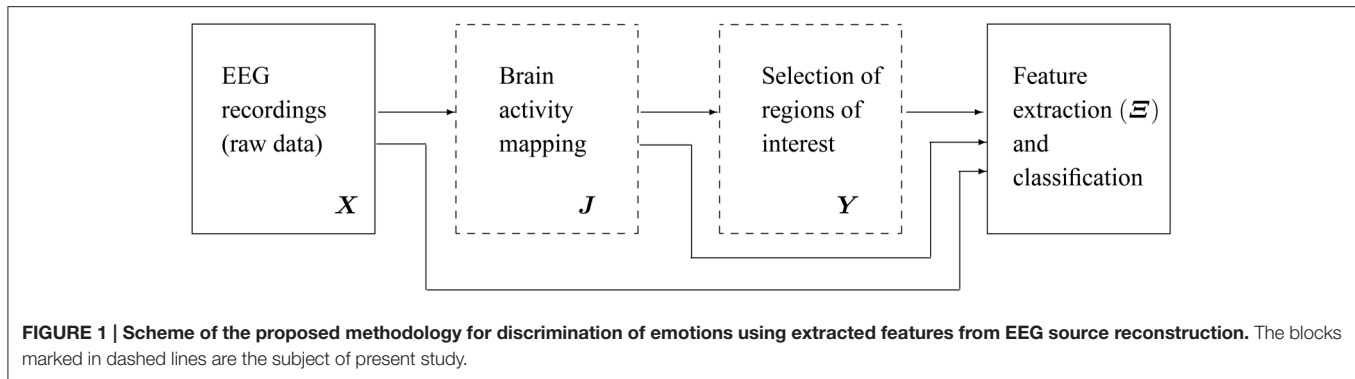 EEG
recordings
(raw data)
X
Brain
activity
mapping
J
Selection of
regions of
interest
Y
Feature
extraction (Ξ)
and
classification
FIGURE 1 | Scheme of the proposed methodology for discrimination of emotions using extracted features from EEG source reconstruction. The blocks
marked in dashed lines are the subject of present study.